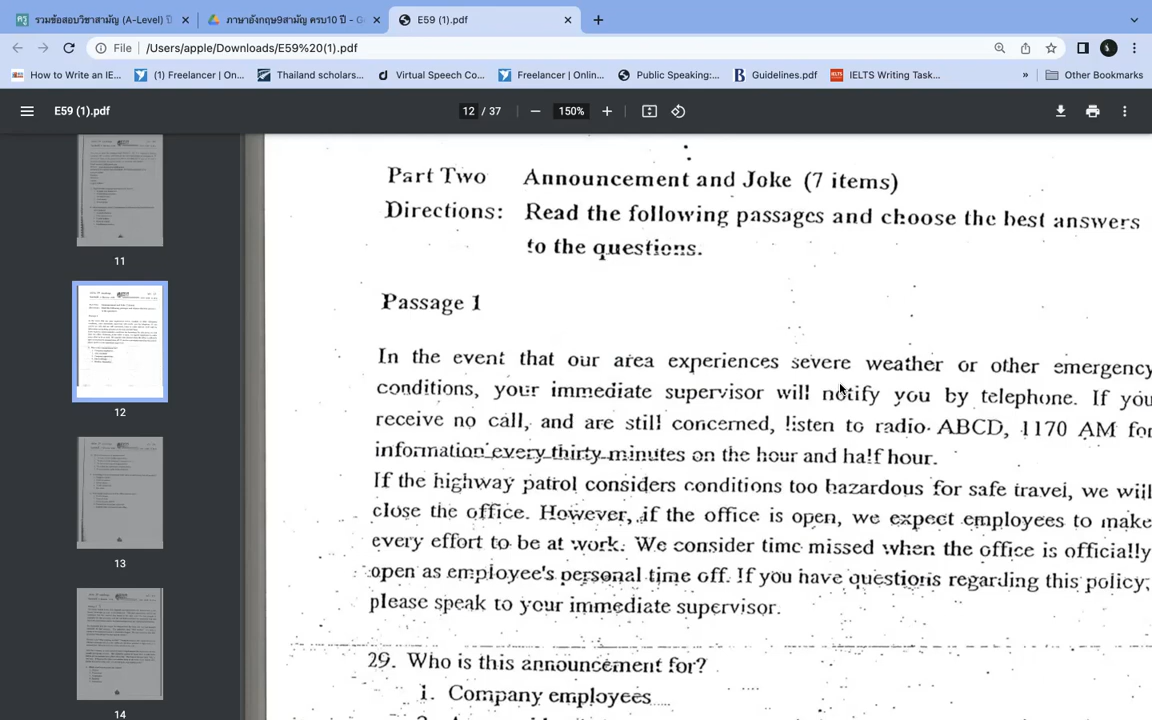 รวมข้อสอบวิชาสามัญ (A-Level) ปี
ภาษาอังกฤษ9สามัญ ครบ10 ปี - G
E59 (1).pdf
File
/Users/apple/Downloads/E59%20(1).pdf
How to Write an IE...
(1) Freelancer | On...
Thailand scholars...
Virtual Speech Co...
Freelancer | Onlin...
Public Speaking:...
Guidelines.pdf
IELTS Writing Task...
»
Other Bookmarks
E59 (1).pdf
12 / 37
150%
11
12
13
14
Part Two Announcement and Joke (7 items)
Directions: Read the following passages and choose the best answers
to the questions.
Passage 1
In the event that our area experiences severe weather or other emergency
conditions, your immediate supervisor will notify you by telephone. If you
receive no call, and are still concerned, listen to radio ABCD, 1170 AM for
information every thirty minutes on the hour and half hour.
If the highway patrol considers conditions too hazardous for safe travel, we will
close the office. However, if the office is open, we expect employees to make
every effort to be at work. We consider time missed when the office is officially
open as employee's personal time off. If you have questions regarding this policy,
please speak to your immediate supervisor.
29. Who is this announcement for?
1. Company employees